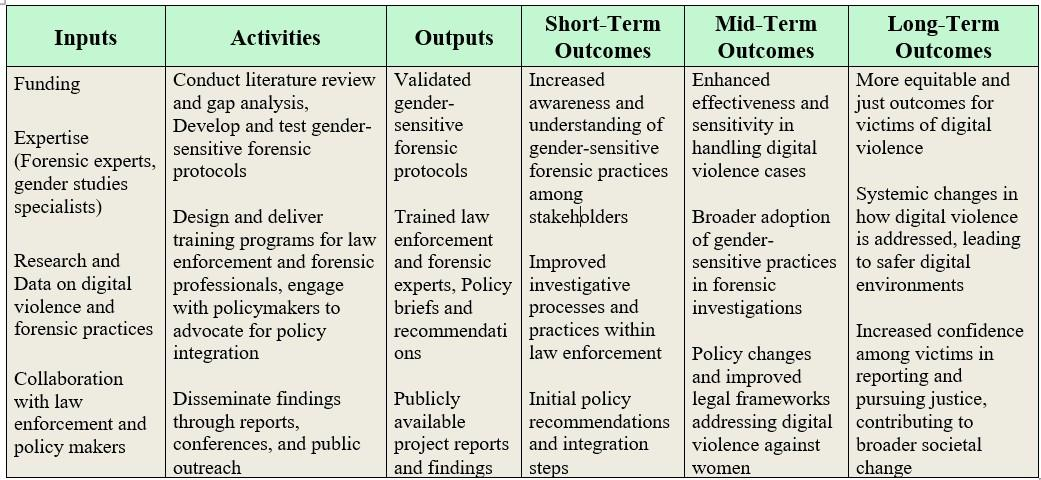 Inputs
Activities
Outputs
Short-Term
Outcomes
Mid-Term
Outcomes
Long-Term
Outcomes
Funding
Expertise
(Forensic experts,
gender studies
specialists)
Research and
Data on digital
violence and
forensic practices
Collaboration
with law
enforcement and
policy makers
Conduct literature review
and gap analysis,
Develop and test gender-
sensitive forensic
protocols
Design and deliver
training programs for law
enforcement and forensic
professionals, engage
with policymakers to
advocate for policy
integration
Disseminate findings
through reports,
conferences, and public
outreach
Validated
gender-
sensitive
forensic
protocols
Trained law
enforcement
and forensic
experts, Policy
briefs and
recommendati
ons
Publicly
available
project reports
and findings
Increased
awareness and
understanding of
gender-sensitive
forensic practices
among
stakeholders
Improved
investigative
processes and
practices within
law enforcement
Initial policy
recommendations
and integration
steps
Enhanced
effectiveness and
sensitivity in
handling digital
violence cases
Broader adoption
of gender-
sensitive practices
in forensic
investigations
Policy changes
and improved
legal frameworks
addressing digital
violence against
women
More equitable and
just outcomes for
victims of digital
violence
Systemic changes in
how digital violence
is addressed, leading
to safer digital
environments
Increased confidence
among victims in
reporting and
pursuing justice,
contributing to
broader societal
change